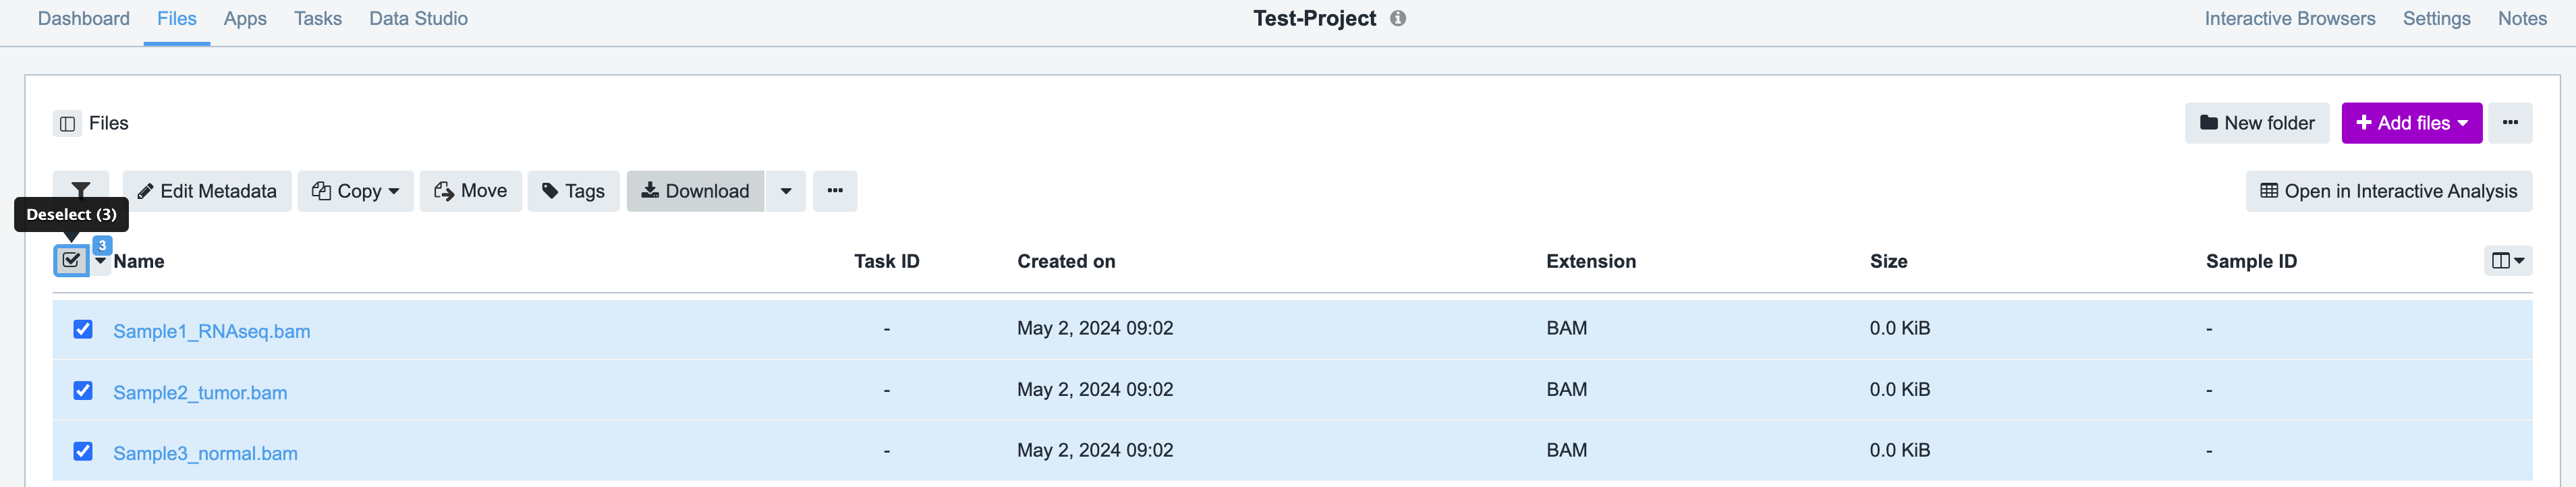 Dashboard Files Apps Tasks Data Studio Test-Project Interactive Browsers Settings Notes
Files New folder Add files
Edit Metadata Copy Move Tags Download Open in Interactive Analysis
Deselect (3)
3
Name Task ID Created on Extension Size Sample ID
Sample1_RNAseq.bam - May 2, 2024 09:02 BAM 0.0 KiB -
Sample2_tumor.bam - May 2, 2024 09:02 BAM 0.0 KiB -
Sample3_normal.bam - May 2, 2024 09:02 BAM 0.0 KiB -